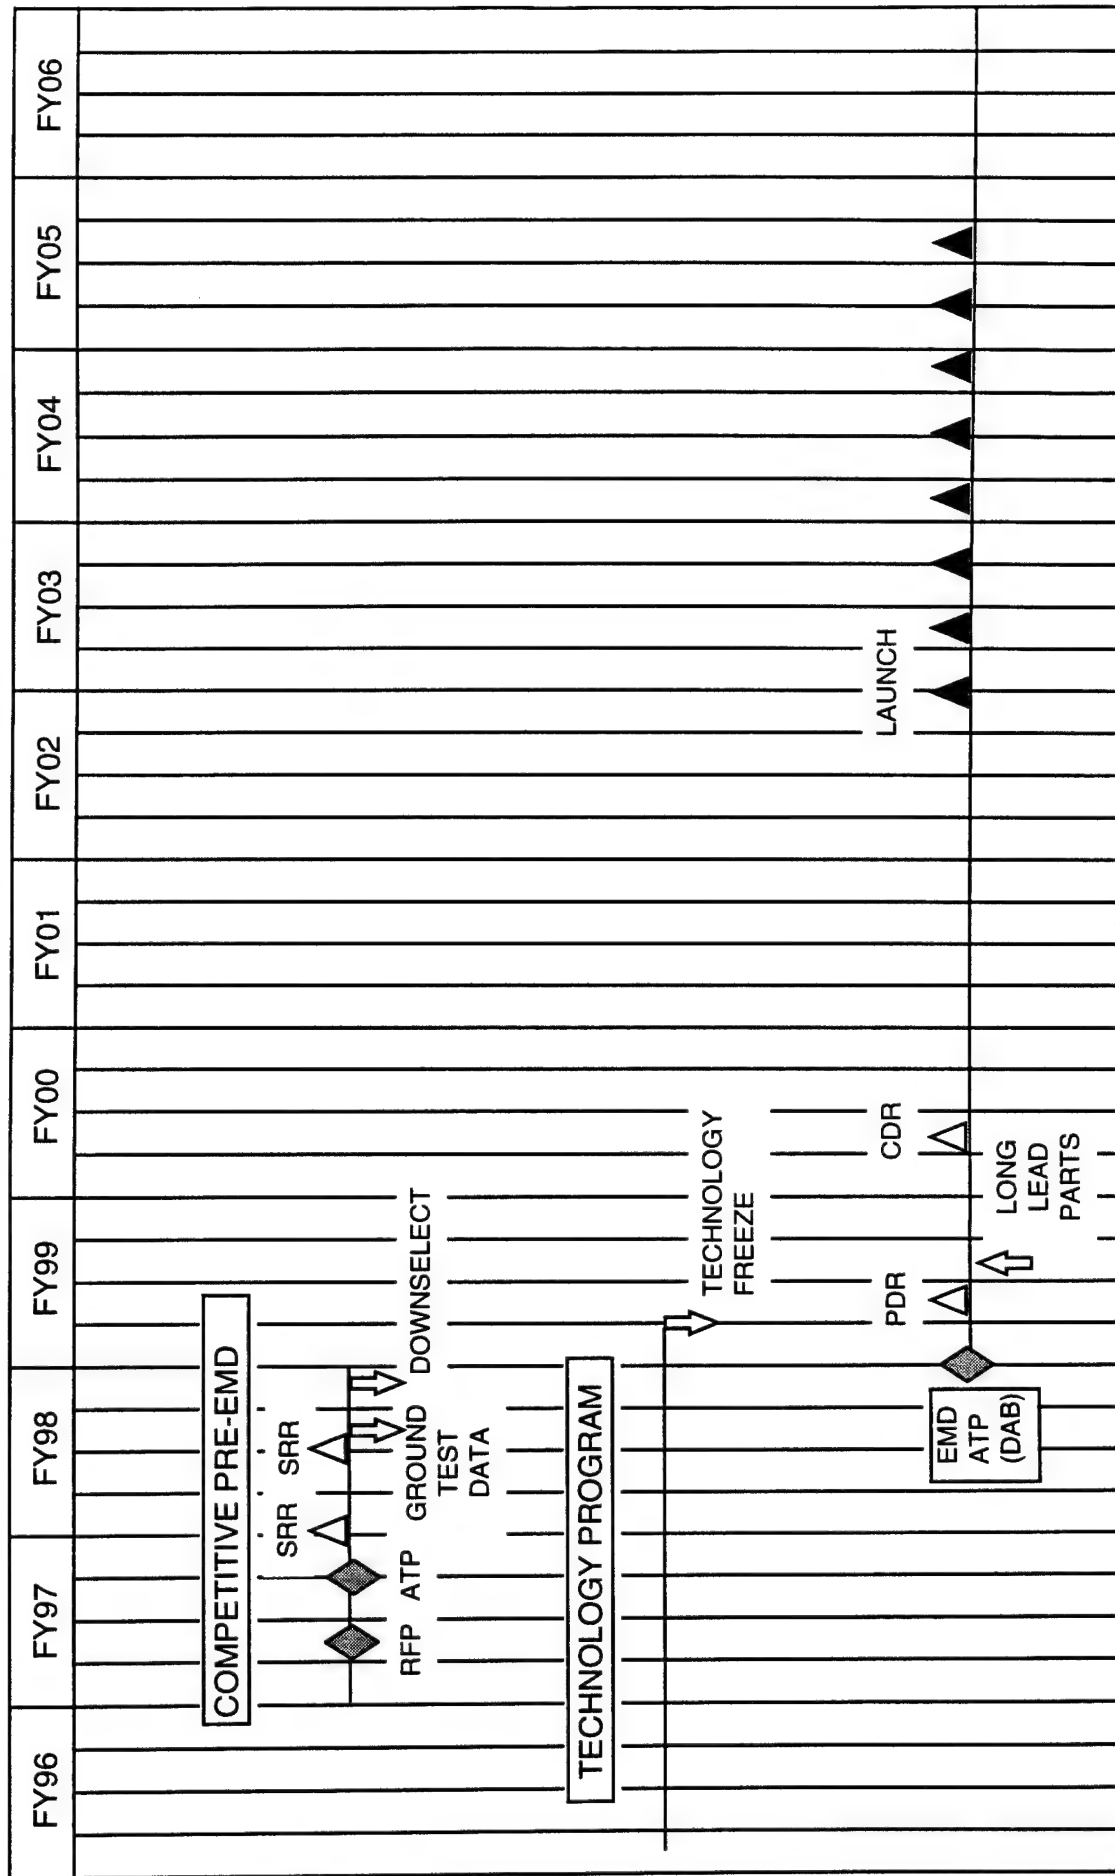 FY96
FY97
FY98
FY99
FY00
FY01
FY02
FY03
FY04
FY05
FY06
COMPETITIVE PRE-EMD
SRR
SRR
RFP
ATP
GROUND
TEST
DATA
DOWNSELECT
TECHNOLOGY PROGRAM
TECHNOLOGY
FREEZE
LAUNCH
PDR
CDR
EMD
ATP
(DAB)
LONG
LEAD
PARTS